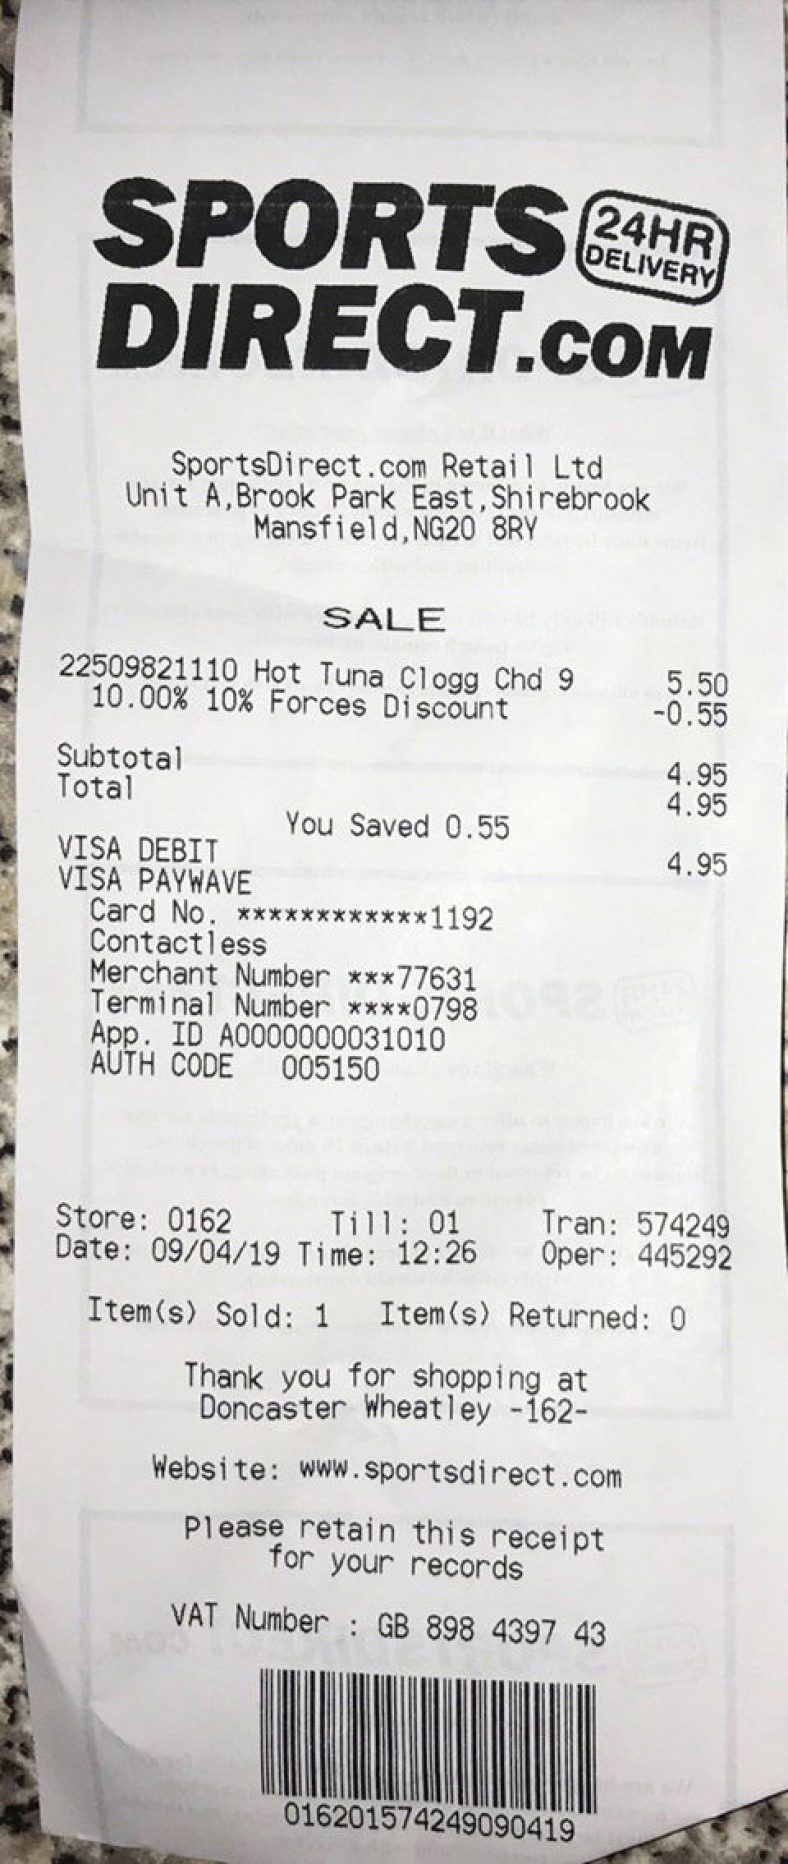 SPORTS
24HR
DELIVERY
DIRECT.COM
SportsDirect.com Retail Ltd
Unit A,Brook Park East,Shirebrook
Mansfield,NG20 8RY
SALE
22509821110 Hot Tuna Clogg Chd 9 5.50
10.00% 10% Forces Discount -0.55
Subtotal 4.95
Total 4.95
You Saved 0.55
VISA DEBIT 4.95
VISA PAYWAVE
Card No. ************1192
Contactless
Merchant Number ***77631
Terminal Number ****0798
App. ID A0000000031010
AUTH CODE 005150
Store: 0162 Till: 01 Tran: 574249
Date: 09/04/19 Time: 12:26 Oper: 445292
Item(s) Sold: 1 Item(s) Returned: 0
Thank you for shopping at
Doncaster Wheatley -162-
Website: www.sportsdirect.com
Please retain this receipt
for your records
VAT Number : GB 898 4397 43
016201574249090419